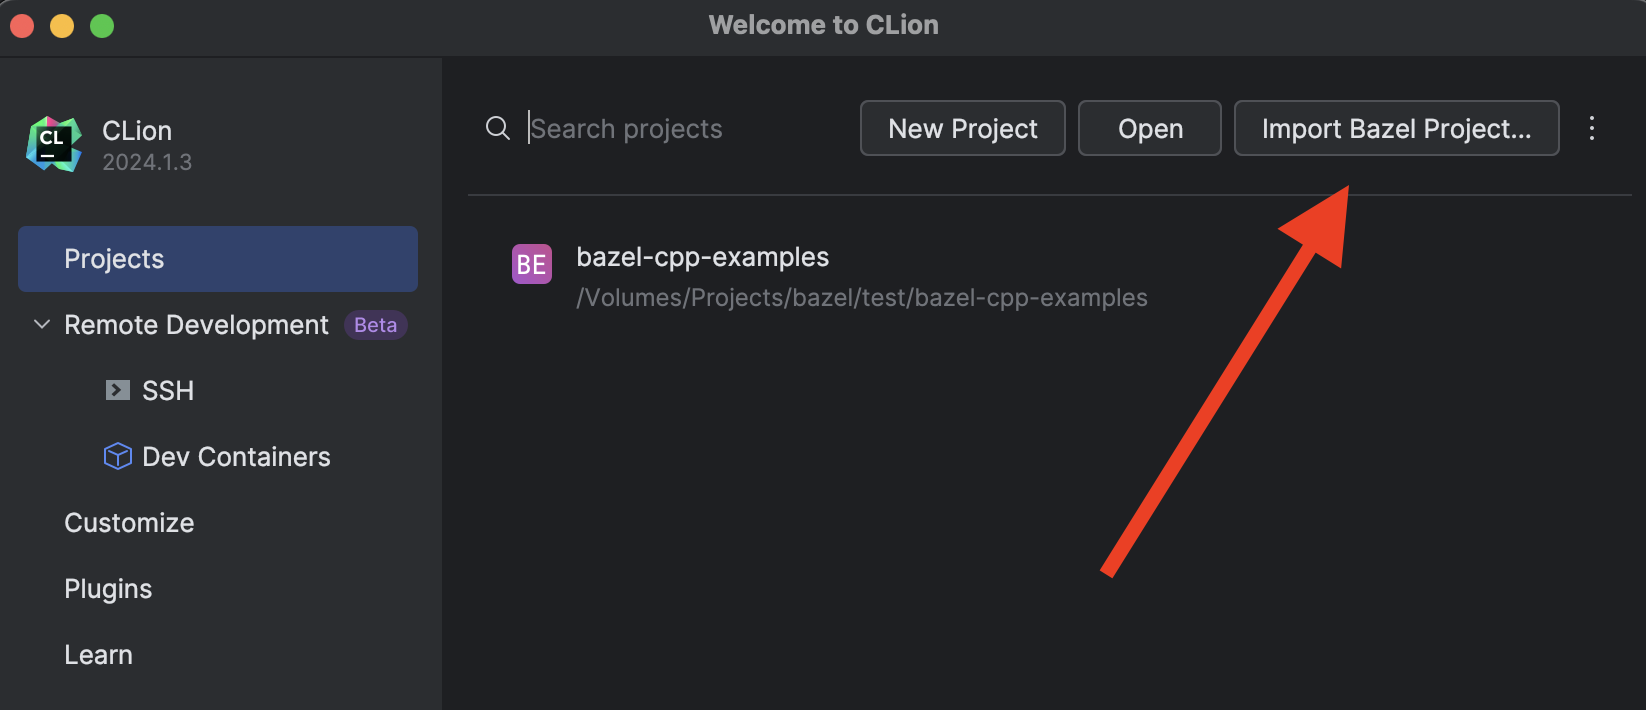 Welcome to CLion
CL
CLion
2024.1.3
Search projects
New Project
Open
Import Bazel Project...
Projects
Remote Development Beta
SSH
Dev Containers
Customize
Plugins
Learn
BE
bazel-cpp-examples
/Volumes/Projects/bazel/test/bazel-cpp-examples